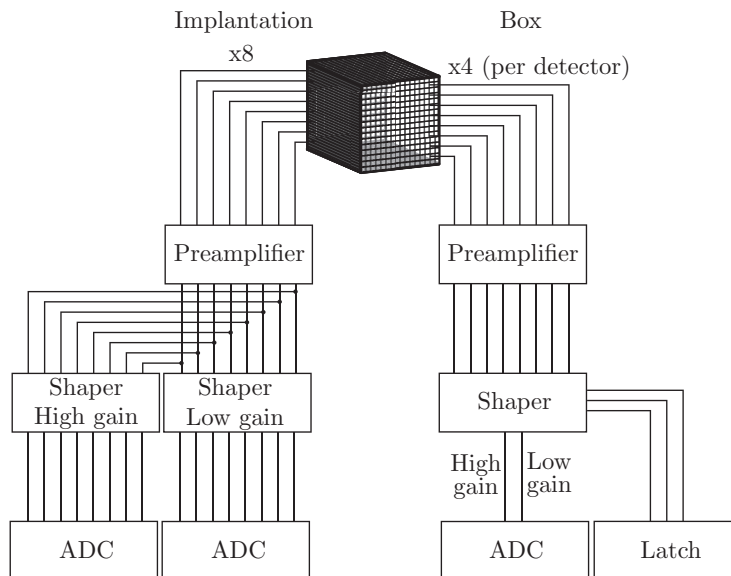 Implantation
Box
x8
x4 (per detector)
Preamplifier
Preamplifier
Shaper
High gain
Shaper
Low gain
Shaper
High
gain
Low
gain
ADC
ADC
ADC
Latch